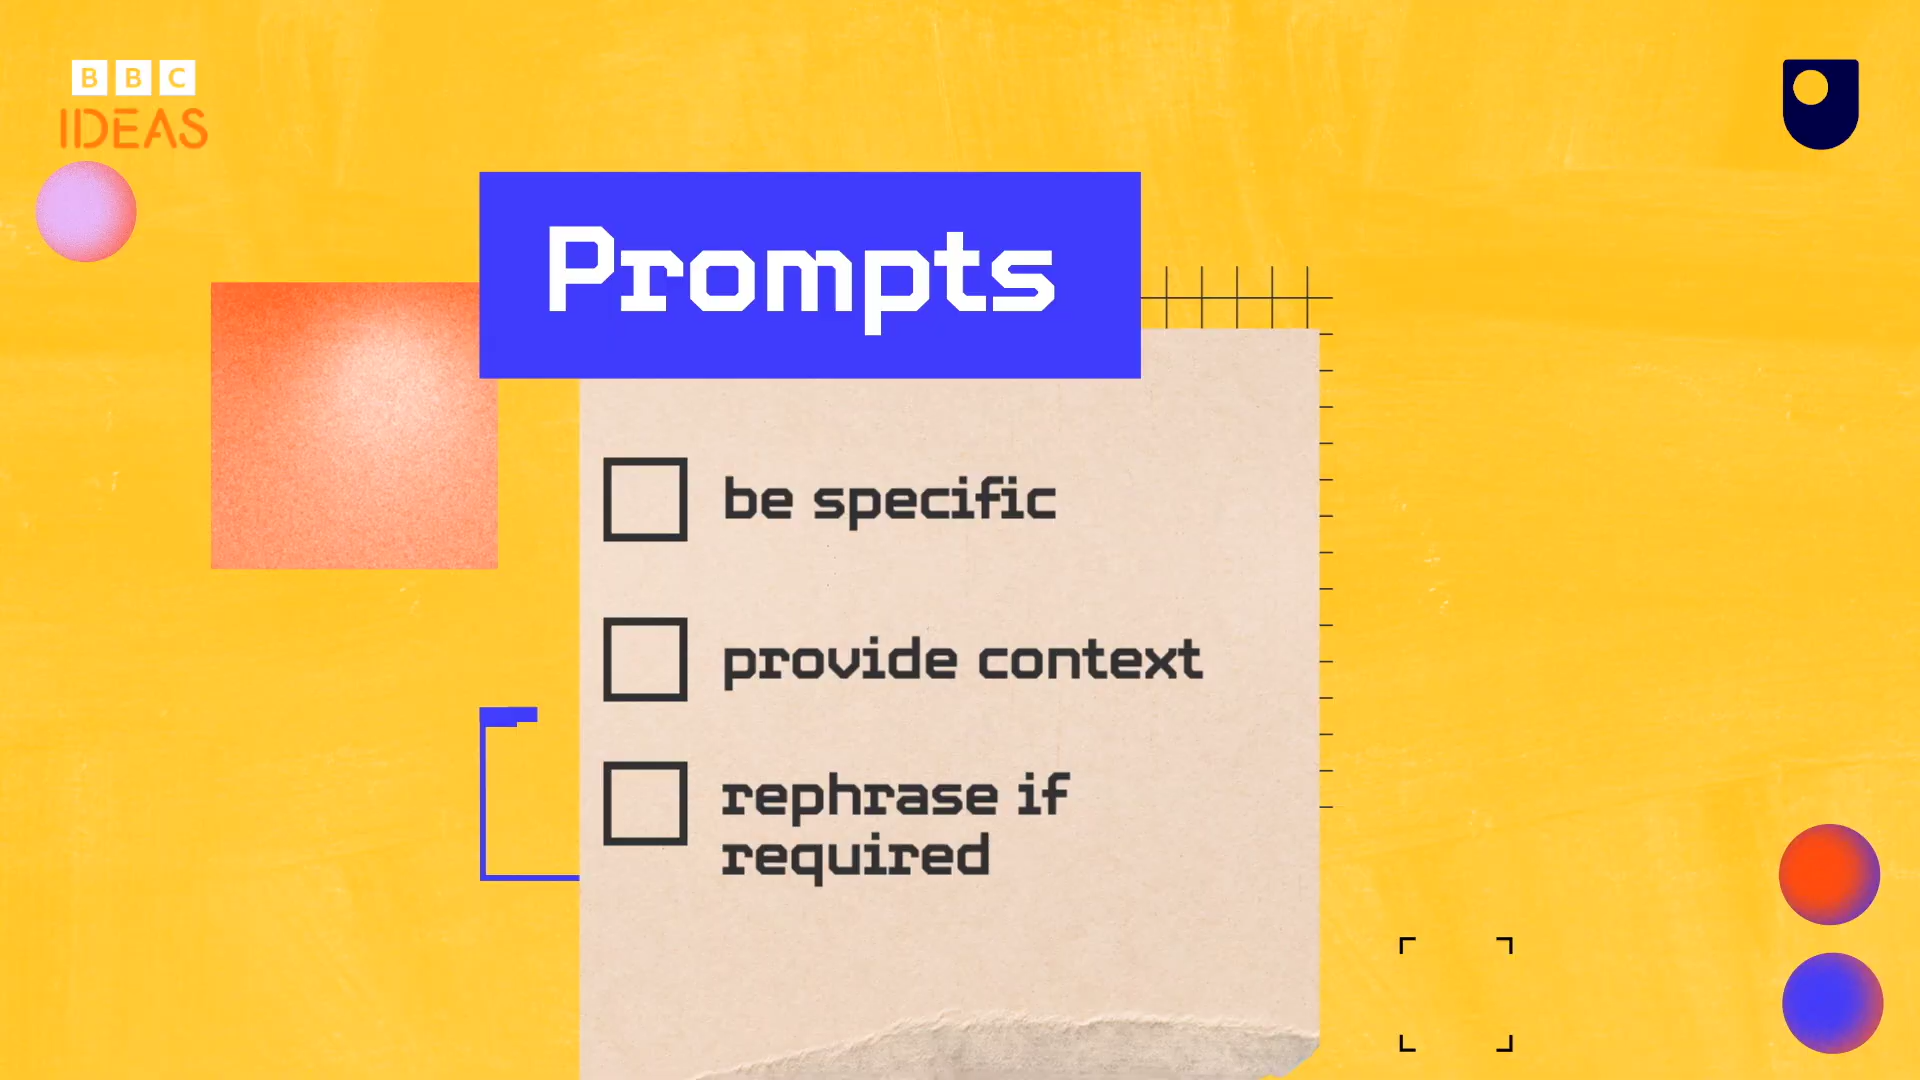 BBC
IDEAS
Prompts
be specific
provide context
rephrase if
required